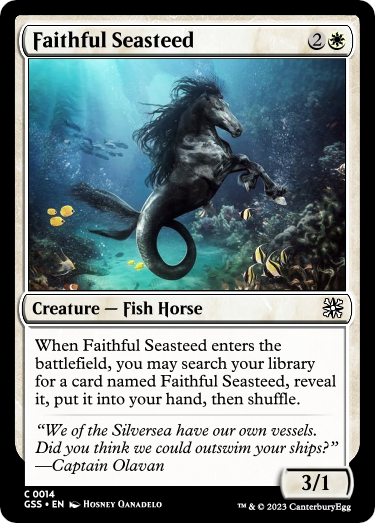 Faithful Seasteed 2
Creature — Fish Horse
When Faithful Seasteed enters the
battlefield, you may search your library
for a card named Faithful Seasteed, reveal
it, put it into your hand, then shuffle.
“We of the Silversea have our own vessels.
Did you think we could outswim your ships?”
—Captain Olavan
3/1
C 0014
GSS • EN Hosney Qanadelo
™ & © 2023 CanterburyEgg